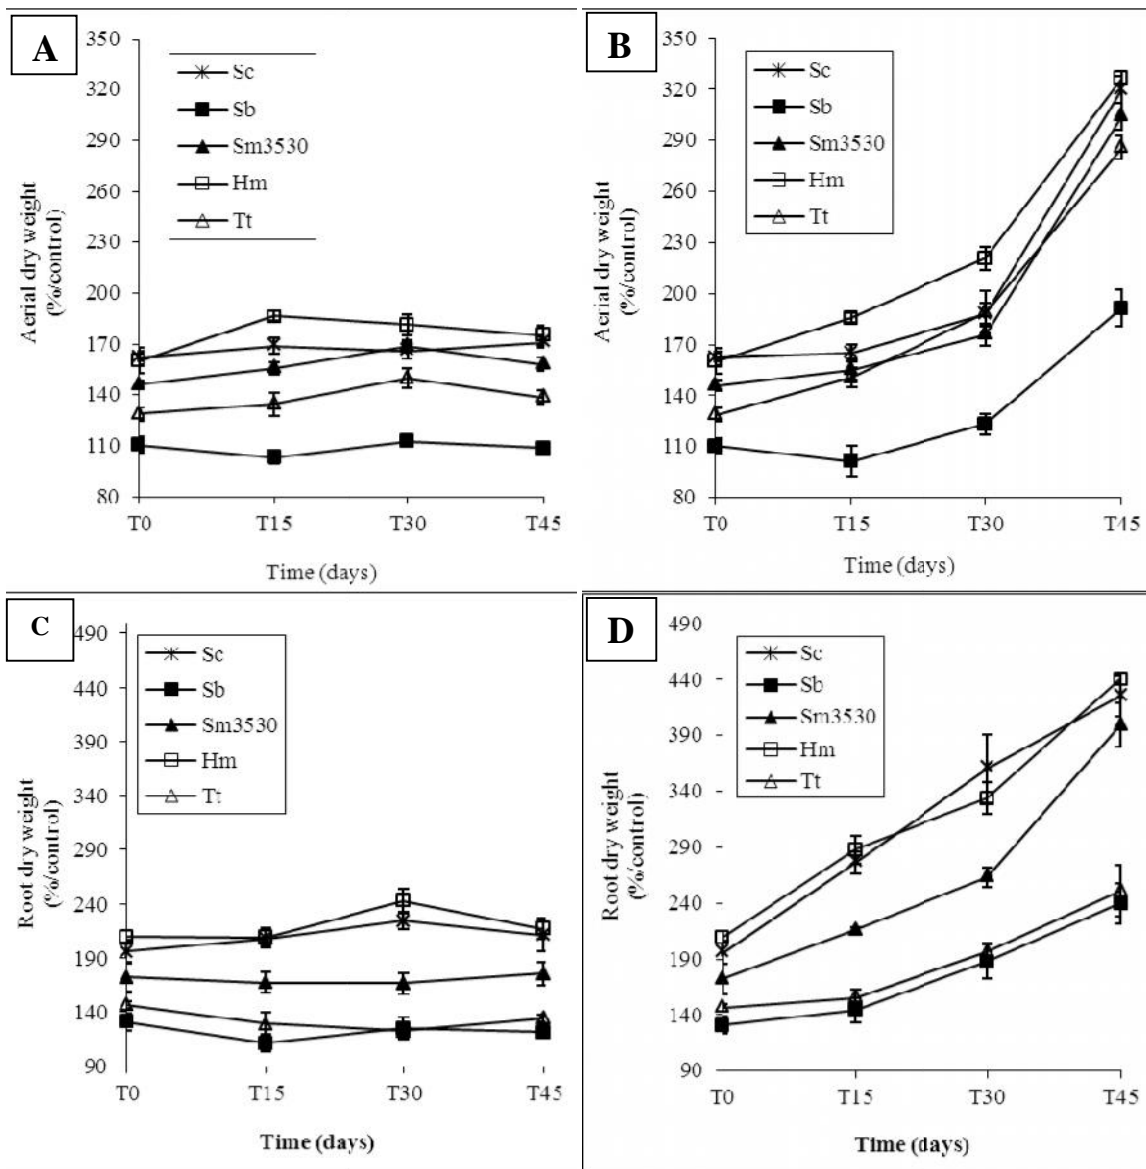 A
350
320
290
260
230
200
170
140
110
80
Aerial dry weight
(%/control)
Sc
Sb
Sm3530
Hm
Tt
T0 T15 T30 T45
Time (days)
B
350
320
290
260
230
200
170
140
110
80
Aerial dry weight
(%/control)
Sc
Sb
Sm3530
Hm
Tt
T0 T15 T30 T45
Time (days)
C
490
440
390
340
290
240
190
140
90
Root dry weight
(%/control)
Sc
Sb
Sm3530
Hm
Tt
T0 T15 T30 T45
Time (days)
D
490
440
390
340
290
240
190
140
90
Root dry weight
(%/control)
Sc
Sb
Sm3530
Hm
Tt
T0 T15 T30 T45
Time (days)